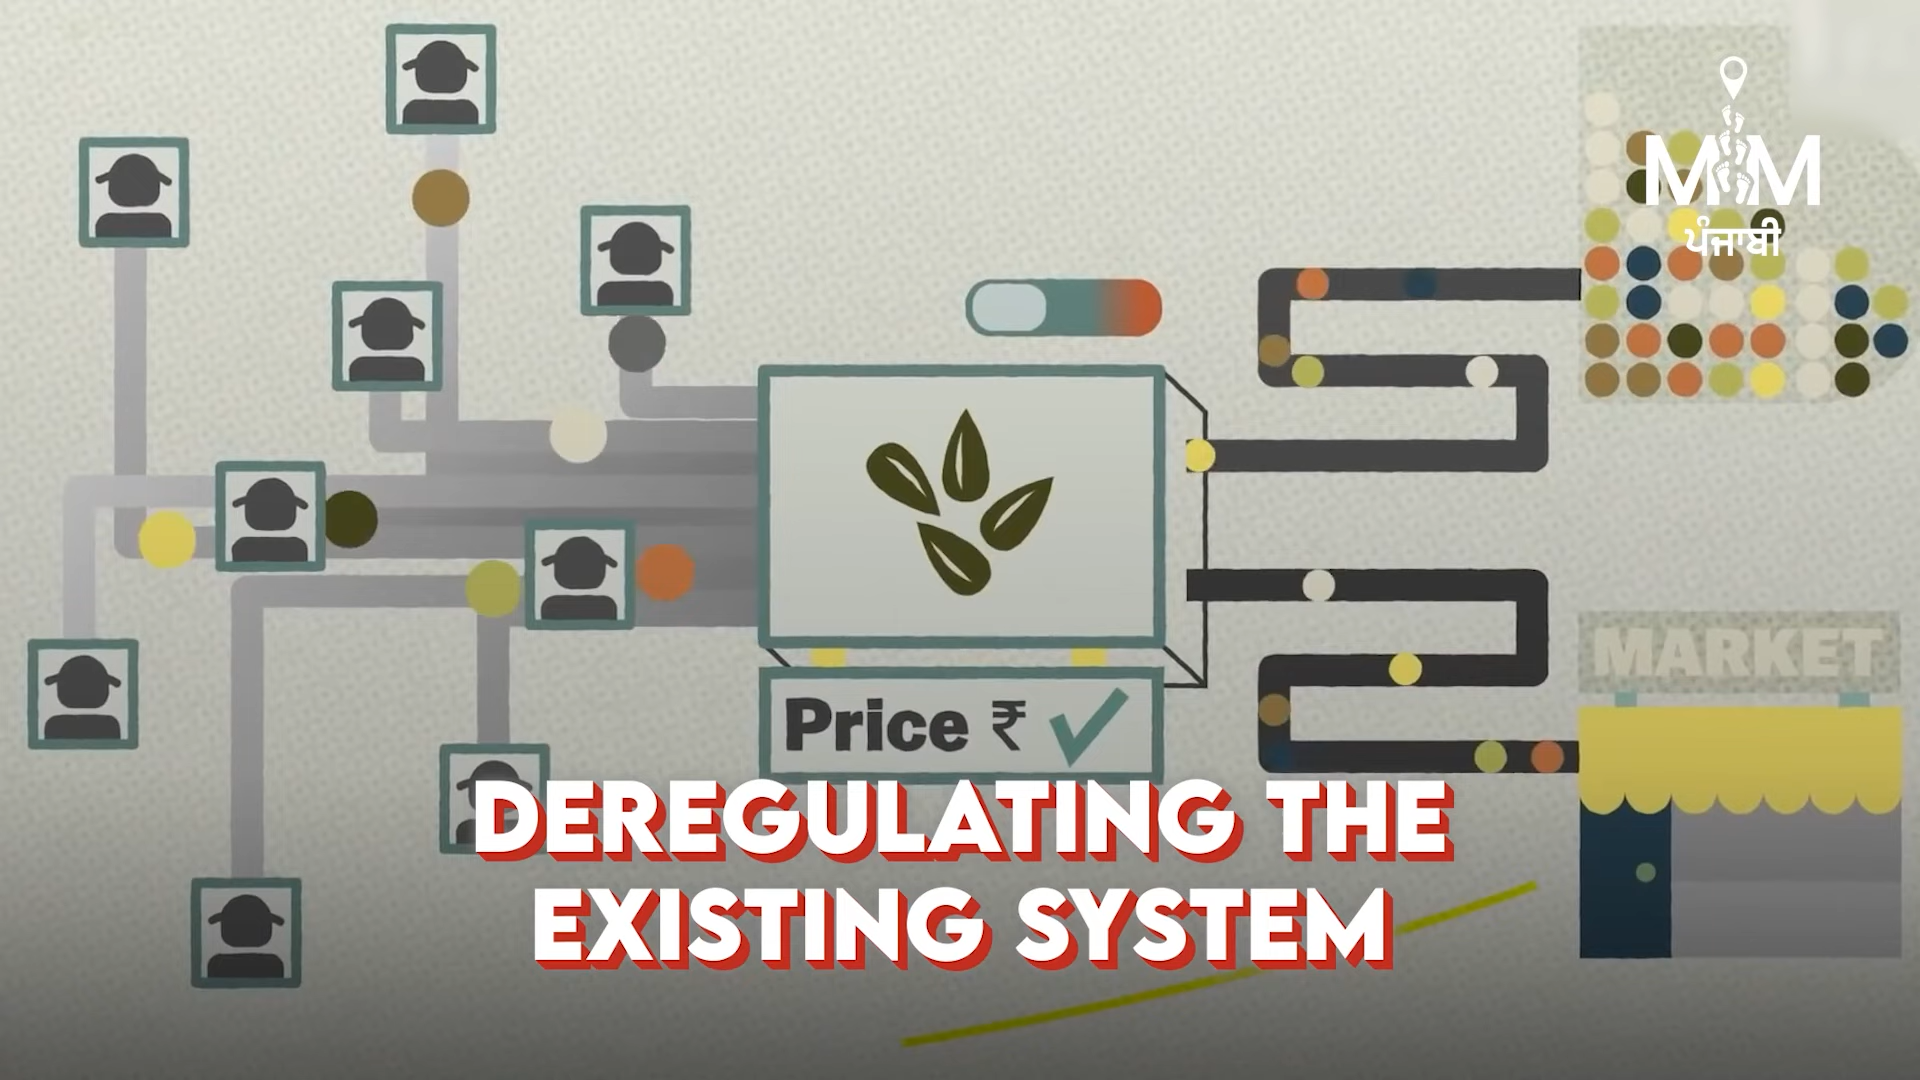 MM
ਪੰਜਾਬੀ
MARKET
Price ₹
DEREGULATING THE
EXISTING SYSTEM